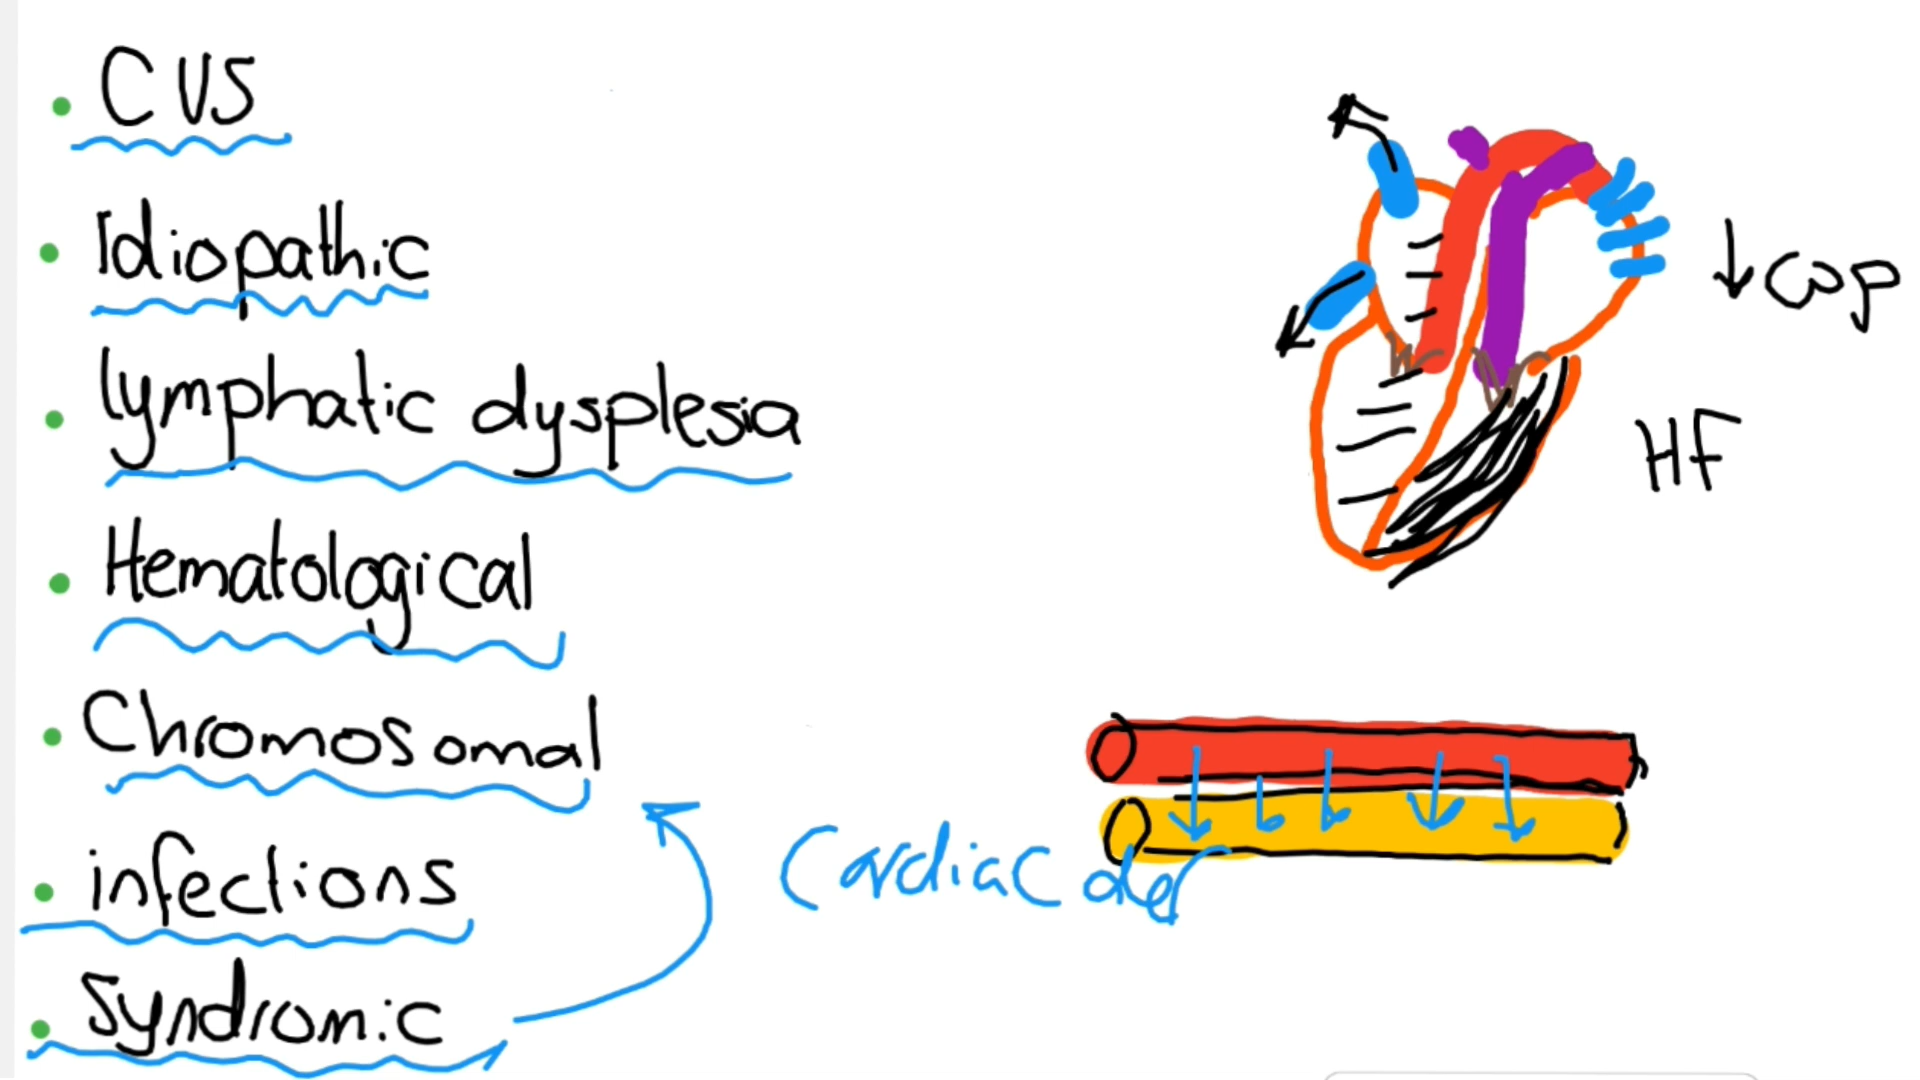 CVS
Idiopathic
lymphatic dysplesia
Hematological
Chromosomal
infections
Syndromic
↓ cop
HF
Cardiac